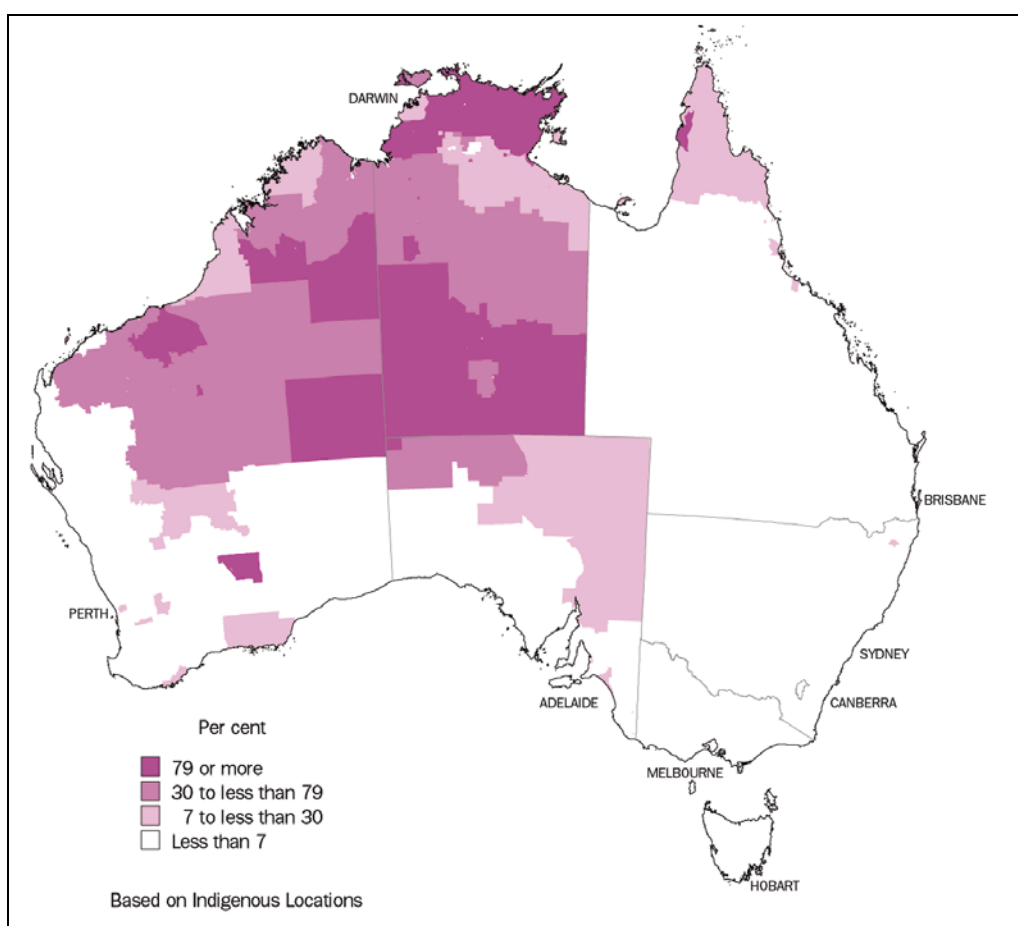 DARWIN
BRISBANE
PERTH
SYDNEY
ADELAIDE
CANBERRA
MELBOURNE
HOBART
Per cent
79 or more
30 to less than 79
7 to less than 30
Less than 7
Based on Indigenous Locations